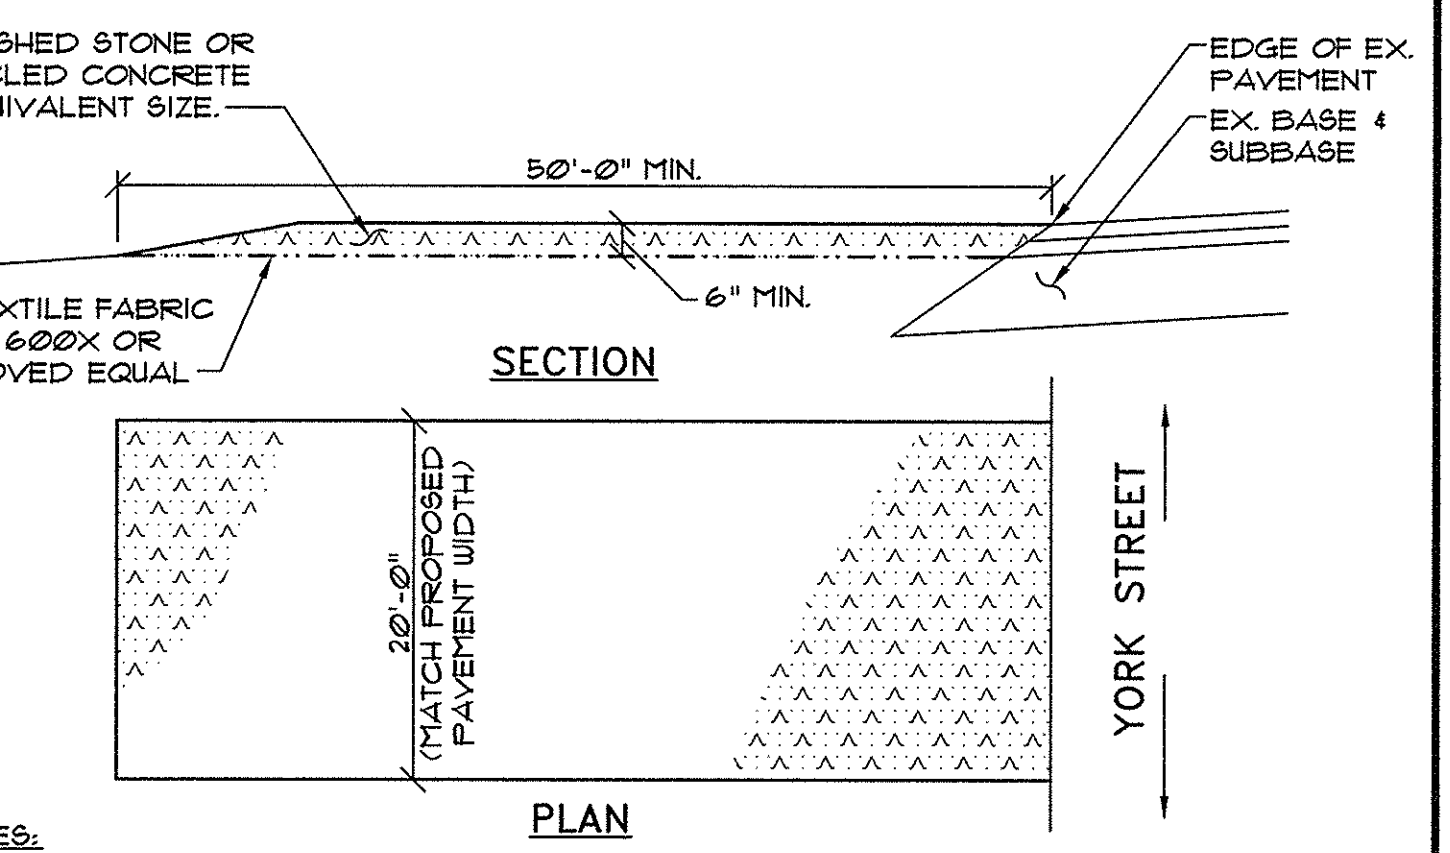 SHED STONE OR
CLED CONCRETE
IVALENT SIZE.
EDGE OF EX.
PAVEMENT
EX. BASE &
SUBBASE
50'-0" MIN.
6" MIN.
XTILE FABRIC
600X OR
OVED EQUAL
SECTION
20'-0"
(MATCH PROPOSED
PAVEMENT WIDTH)
YORK STREET
PLAN
ES: